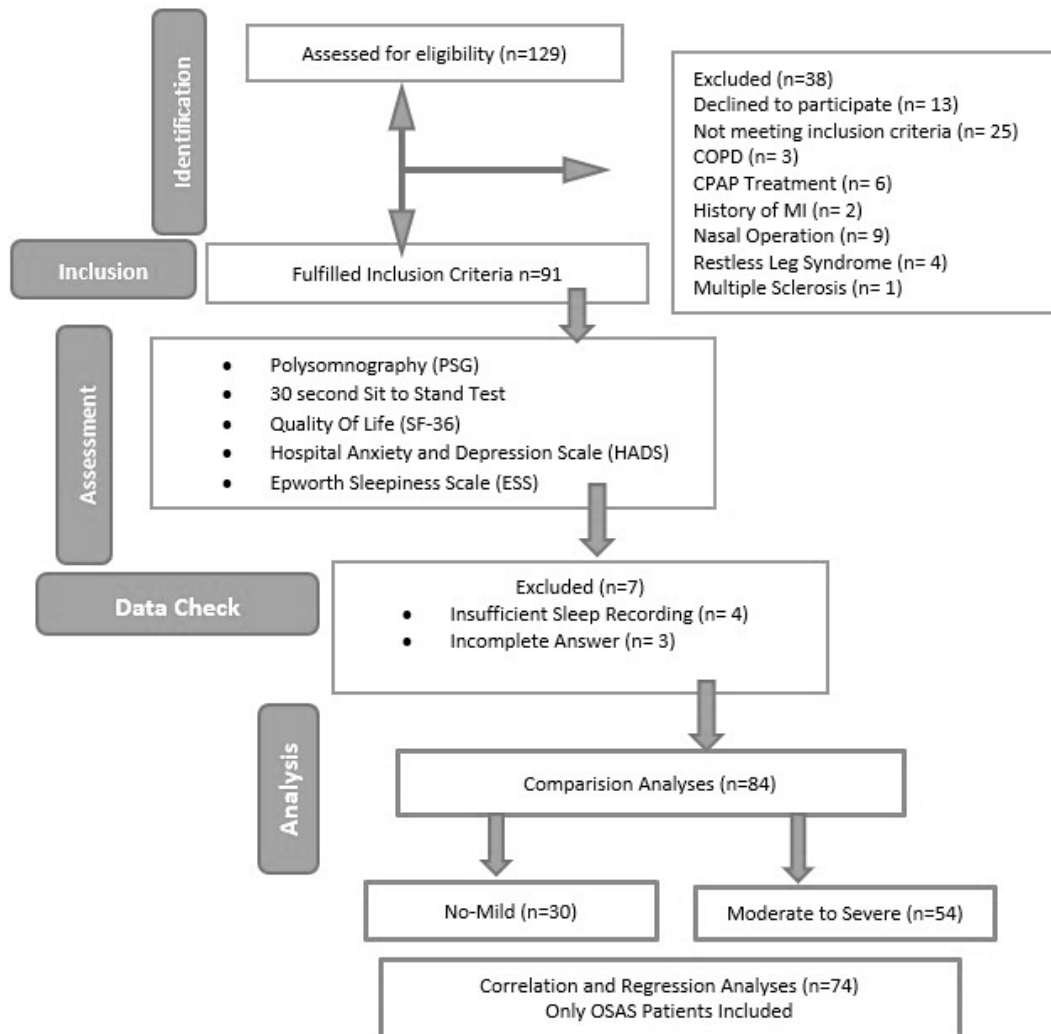 Identification
Assessed for eligibility (n=129)
Excluded (n=38)
Declined to participate (n= 13)
Not meeting inclusion criteria (n= 25)
COPD (n= 3)
CPAP Treatment (n= 6)
History of MI (n= 2)
Nasal Operation (n= 9)
Restless Leg Syndrome (n= 4)
Multiple Sclerosis (n= 1)
Inclusion
Fulfilled Inclusion Criteria n=91
Assessment
• Polysomnography (PSG)
• 30 second Sit to Stand Test
• Quality Of Life (SF-36)
• Hospital Anxiety and Depression Scale (HADS)
• Epworth Sleepiness Scale (ESS)
Data Check
Excluded (n=7)
• Insufficient Sleep Recording (n= 4)
• Incomplete Answer (n= 3)
Analysis
Comparision Analyses (n=84)
No-Mild (n=30)
Moderate to Severe (n=54)
Correlation and Regression Analyses (n=74)
Only OSAS Patients Included